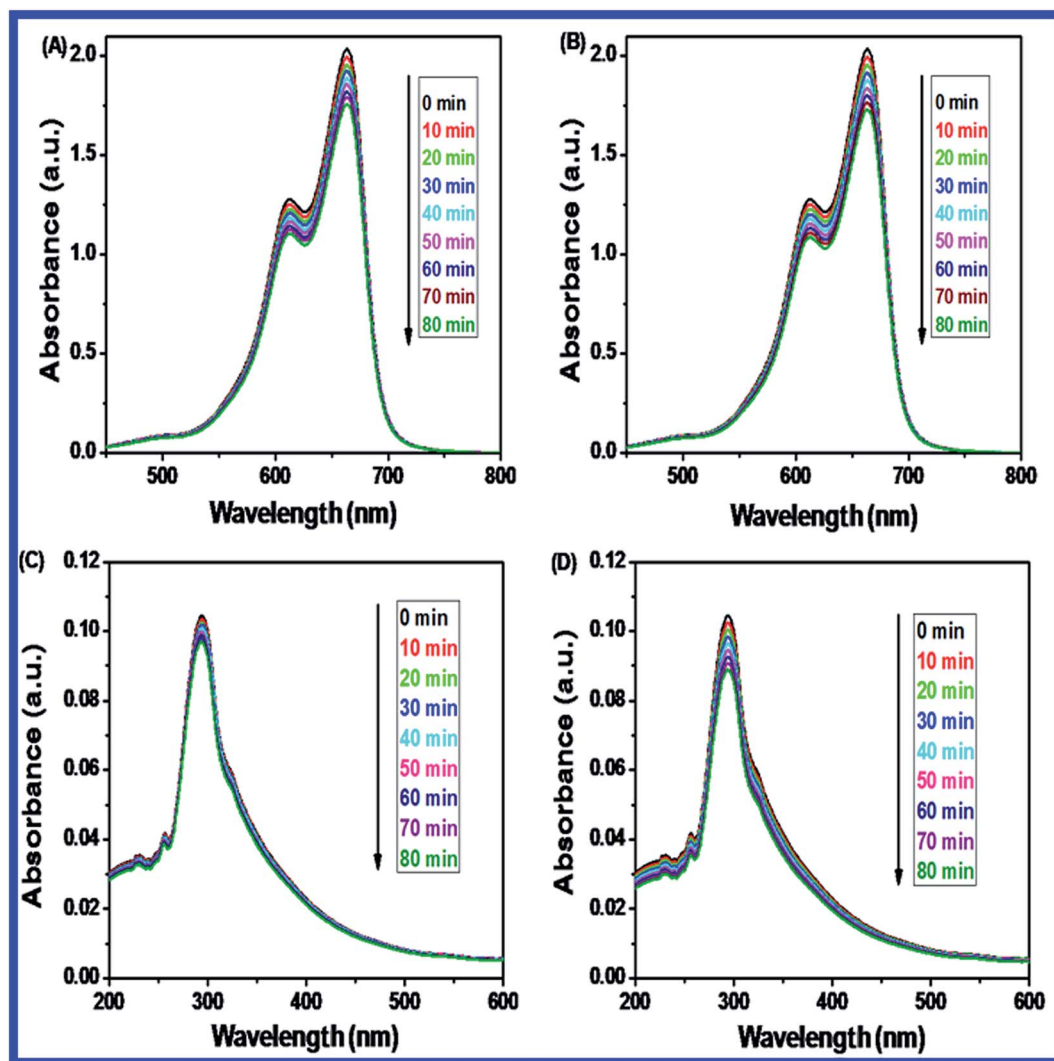 (A)
2.0
1.5
1.0
0.5
0.0
Absorbance (a.u.)
0 min
10 min
20 min
30 min
40 min
50 min
60 min
70 min
80 min
500 600 700 800
Wavelength (nm)
(B)
2.0
1.5
1.0
0.5
0.0
Absorbance (a.u.)
0 min
10 min
20 min
30 min
40 min
50 min
60 min
70 min
80 min
500 600 700 800
Wavelength (nm)
(C)
0.12
0.10
0.08
0.06
0.04
0.02
0.00
Absorbance (a.u.)
0 min
10 min
20 min
30 min
40 min
50 min
60 min
70 min
80 min
200 300 400 500 600
Wavelength (nm)
(D)
0.12
0.10
0.08
0.06
0.04
0.02
0.00
Absorbance (a.u.)
0 min
10 min
20 min
30 min
40 min
50 min
60 min
70 min
80 min
200 300 400 500 600
Wavelength (nm)